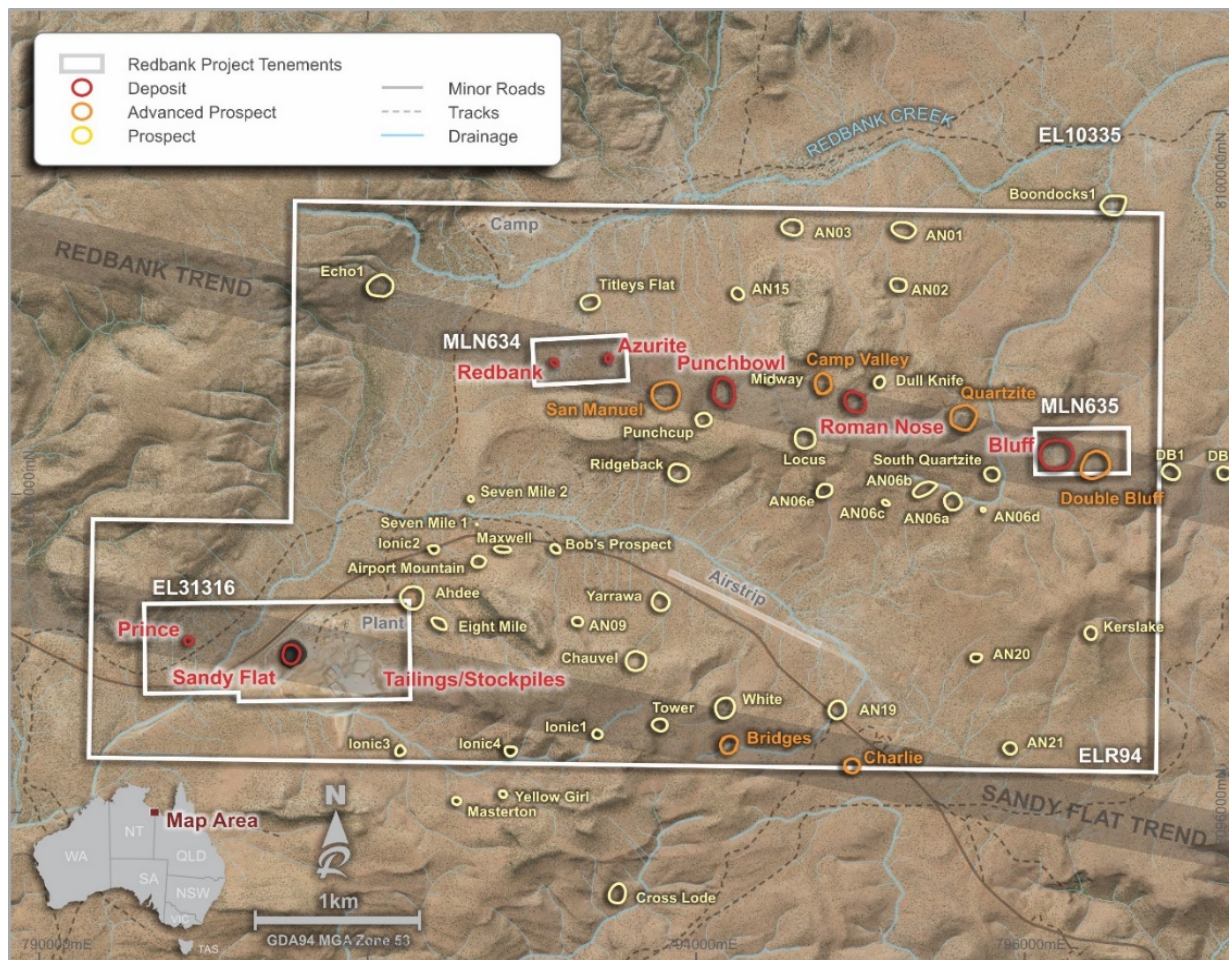 Redbank Project Tenements
Deposit
Advanced Prospect
Prospect
Minor Roads
Tracks
Drainage
REDBANK CREEK
EL10335
8100000mN
Boondocks1
Camp
AN03
AN01
REDBANK TREND
Echo1
Titleys Flat
AN15
AN02
MLN634
Azurite
Redbank
Punchbowl
Camp Valley
Midway
Dull Knife
San Manuel
Quartzite
Roman Nose
MLN635
Punchcup
Bluff
Locus
Ridgeback
South Quartzite
DB1
DB
Double Bluff
AN06b
AN06e
AN06c
AN06a
AN06d
Seven Mile 2
Seven Mile 1
Maxwell
Ionic2
Bob's Prospect
Airport Mountain
Airstrip
EL31316
Ahdee
Yarrawa
Plant
Eight Mile
AN09
Kerslake
Prince
Chauvel
AN20
Sandy Flat
Tailings/Stockpiles
White
AN19
Tower
Ionic1
Bridges
Ionic3
Ionic4
AN21
Charlie
ELR94
Yellow Girl
Masterton
SANDY FLAT TREND
Map Area
N
NT
WA
QLD
SA
NSW
VIC
TAS
1km
GDA94 MGA Zone 53
Cross Lode
790000mE
794000mE
796000mE